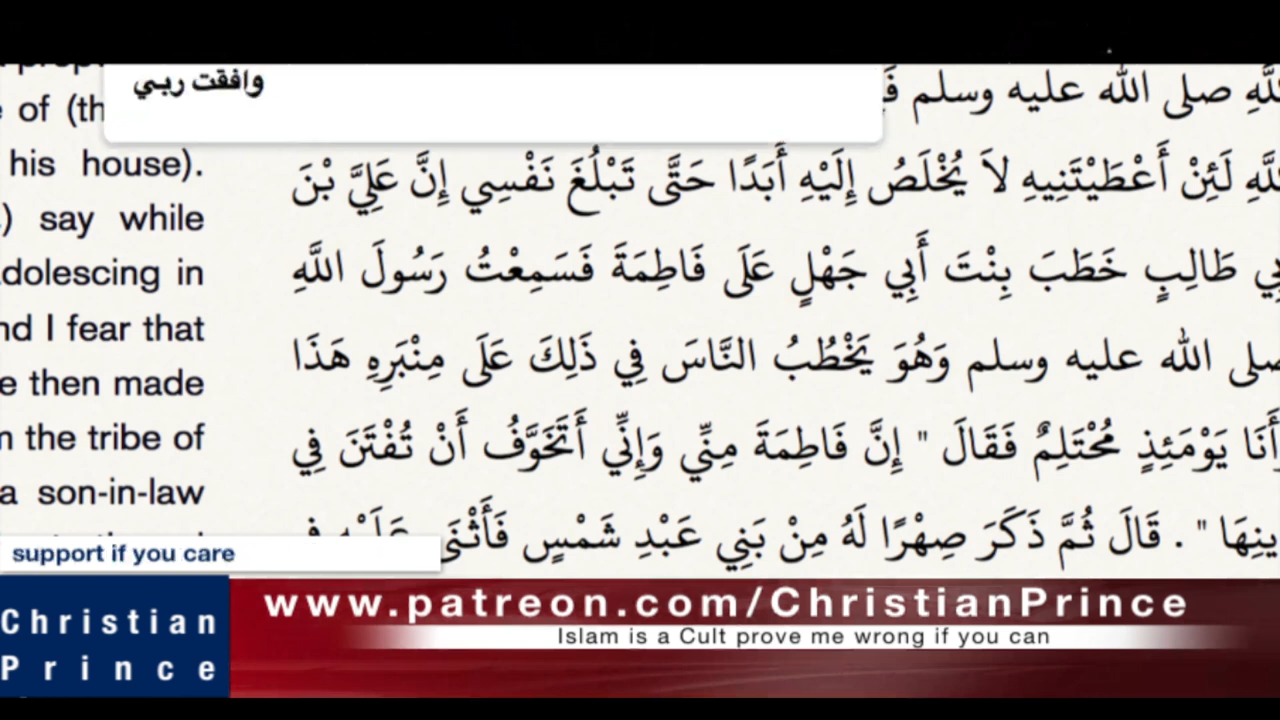 وافقت ربي
e of (th
his house).
) say while
dolescing in
nd I fear that
e then made
m the tribe of
a son-in-law
صلى الله عليه وسلم
لَئِنْ أَعْطَيْتَنِيهِ لاَ يُخْلَصُ إِلَيْهِ أَبَدًا حَتَّى تَبْلُغَ نَفْسِي إِنَّ عَلِيَّ بْنَ
طَالِبٍ خَطَبَ بِنْتَ أَبِي جَهْلٍ عَلَى فَاطِمَةَ فَسَمِعْتُ رَسُولَ اللَّهِ
صلى الله عليه وسلم وَهُوَ يَخْطُبُ النَّاسَ فِي ذَلِكَ عَلَى مِنْبَرِهِ هَذَا
أَنَا يَوْمَئِذٍ مُحْتَلِمٌ فَقَالَ " إِنَّ فَاطِمَةَ مِنِّي وَإِنِّي أَتَخَوَّفُ أَنْ تُفْتَنَ فِي
ينِهَا " . قَالَ ثُمَّ ذَكَرَ صِهْرًا لَهُ مِنْ بَنِي عَبْدِ شَمْسٍ فَأَثْنَى عَلَيْهِ فِي
support if you care
Christian
Prince
www.patreon.com/ChristianPrince
Islam is a Cult prove me wrong if you can